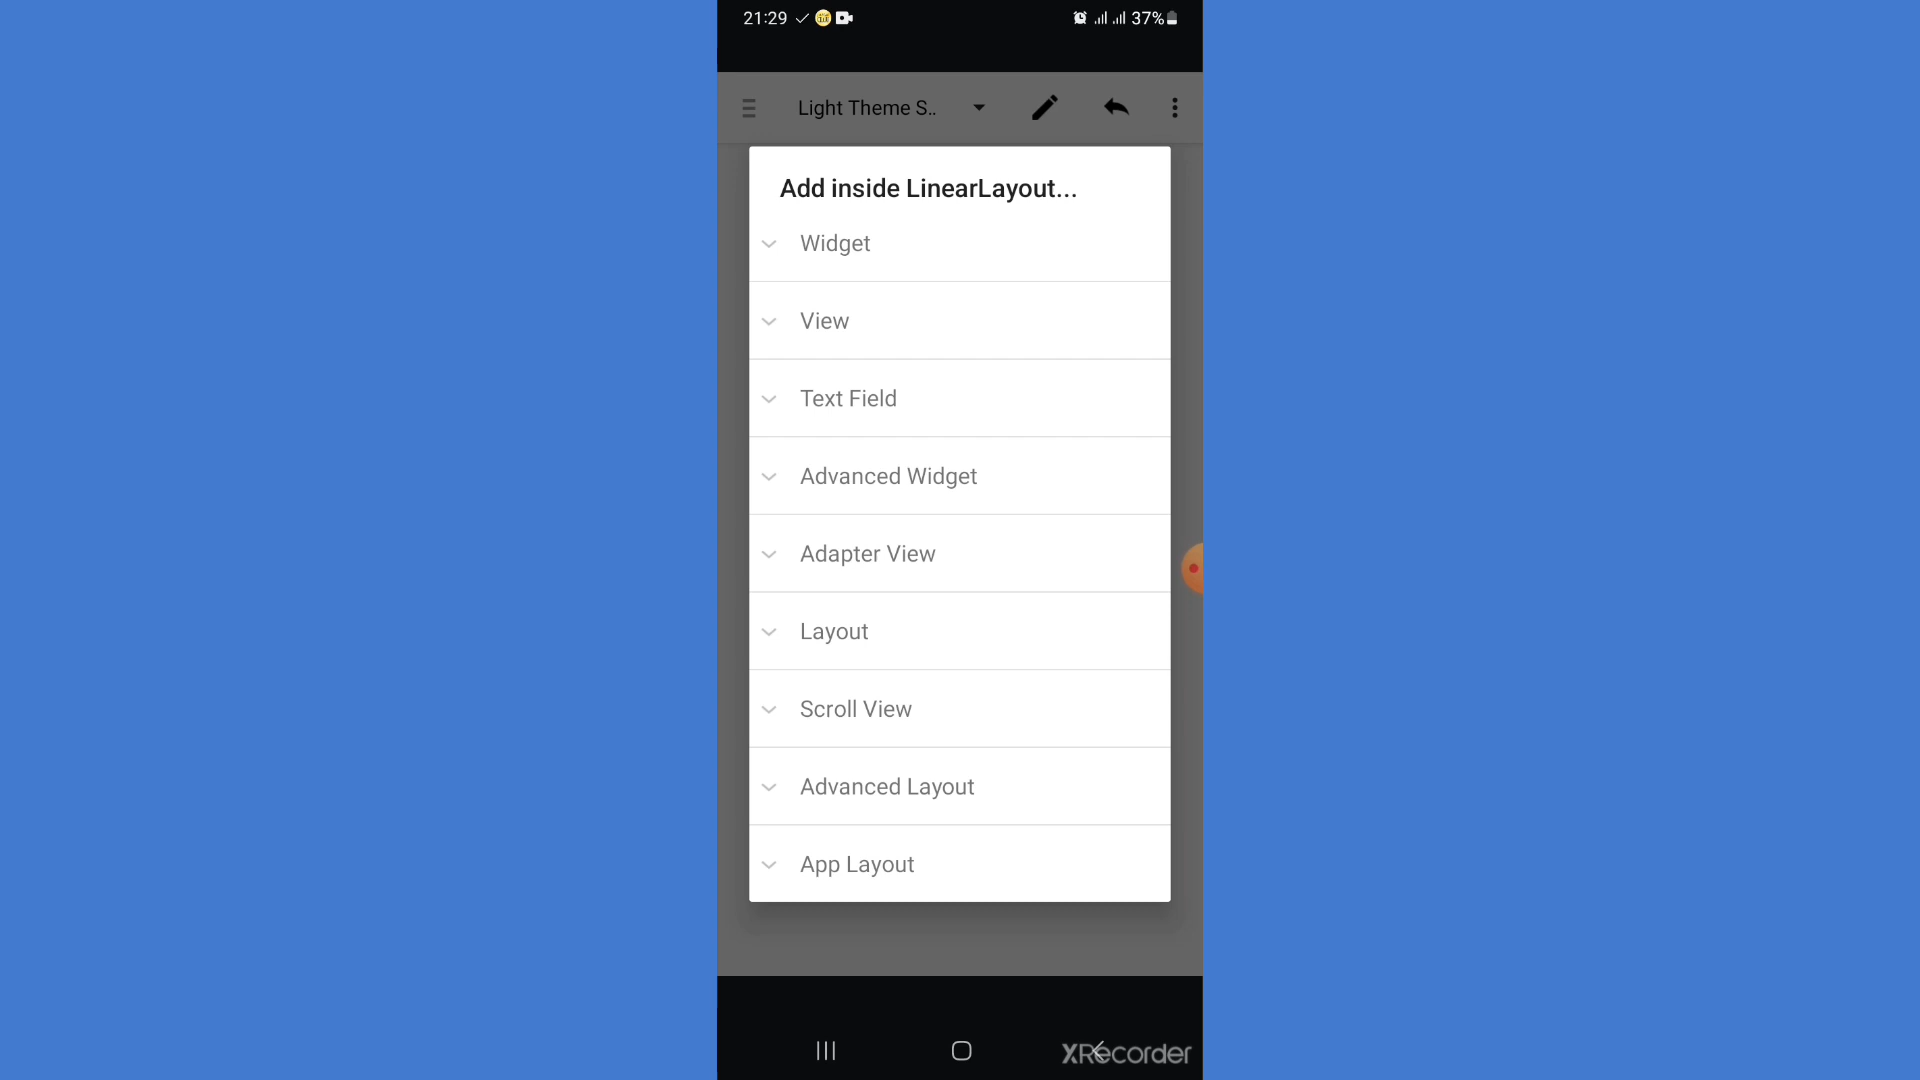 21:29
37%
Light Theme S..
Add inside LinearLayout...
Widget
View
Text Field
Advanced Widget
Adapter View
Layout
Scroll View
Advanced Layout
App Layout
XRecorder